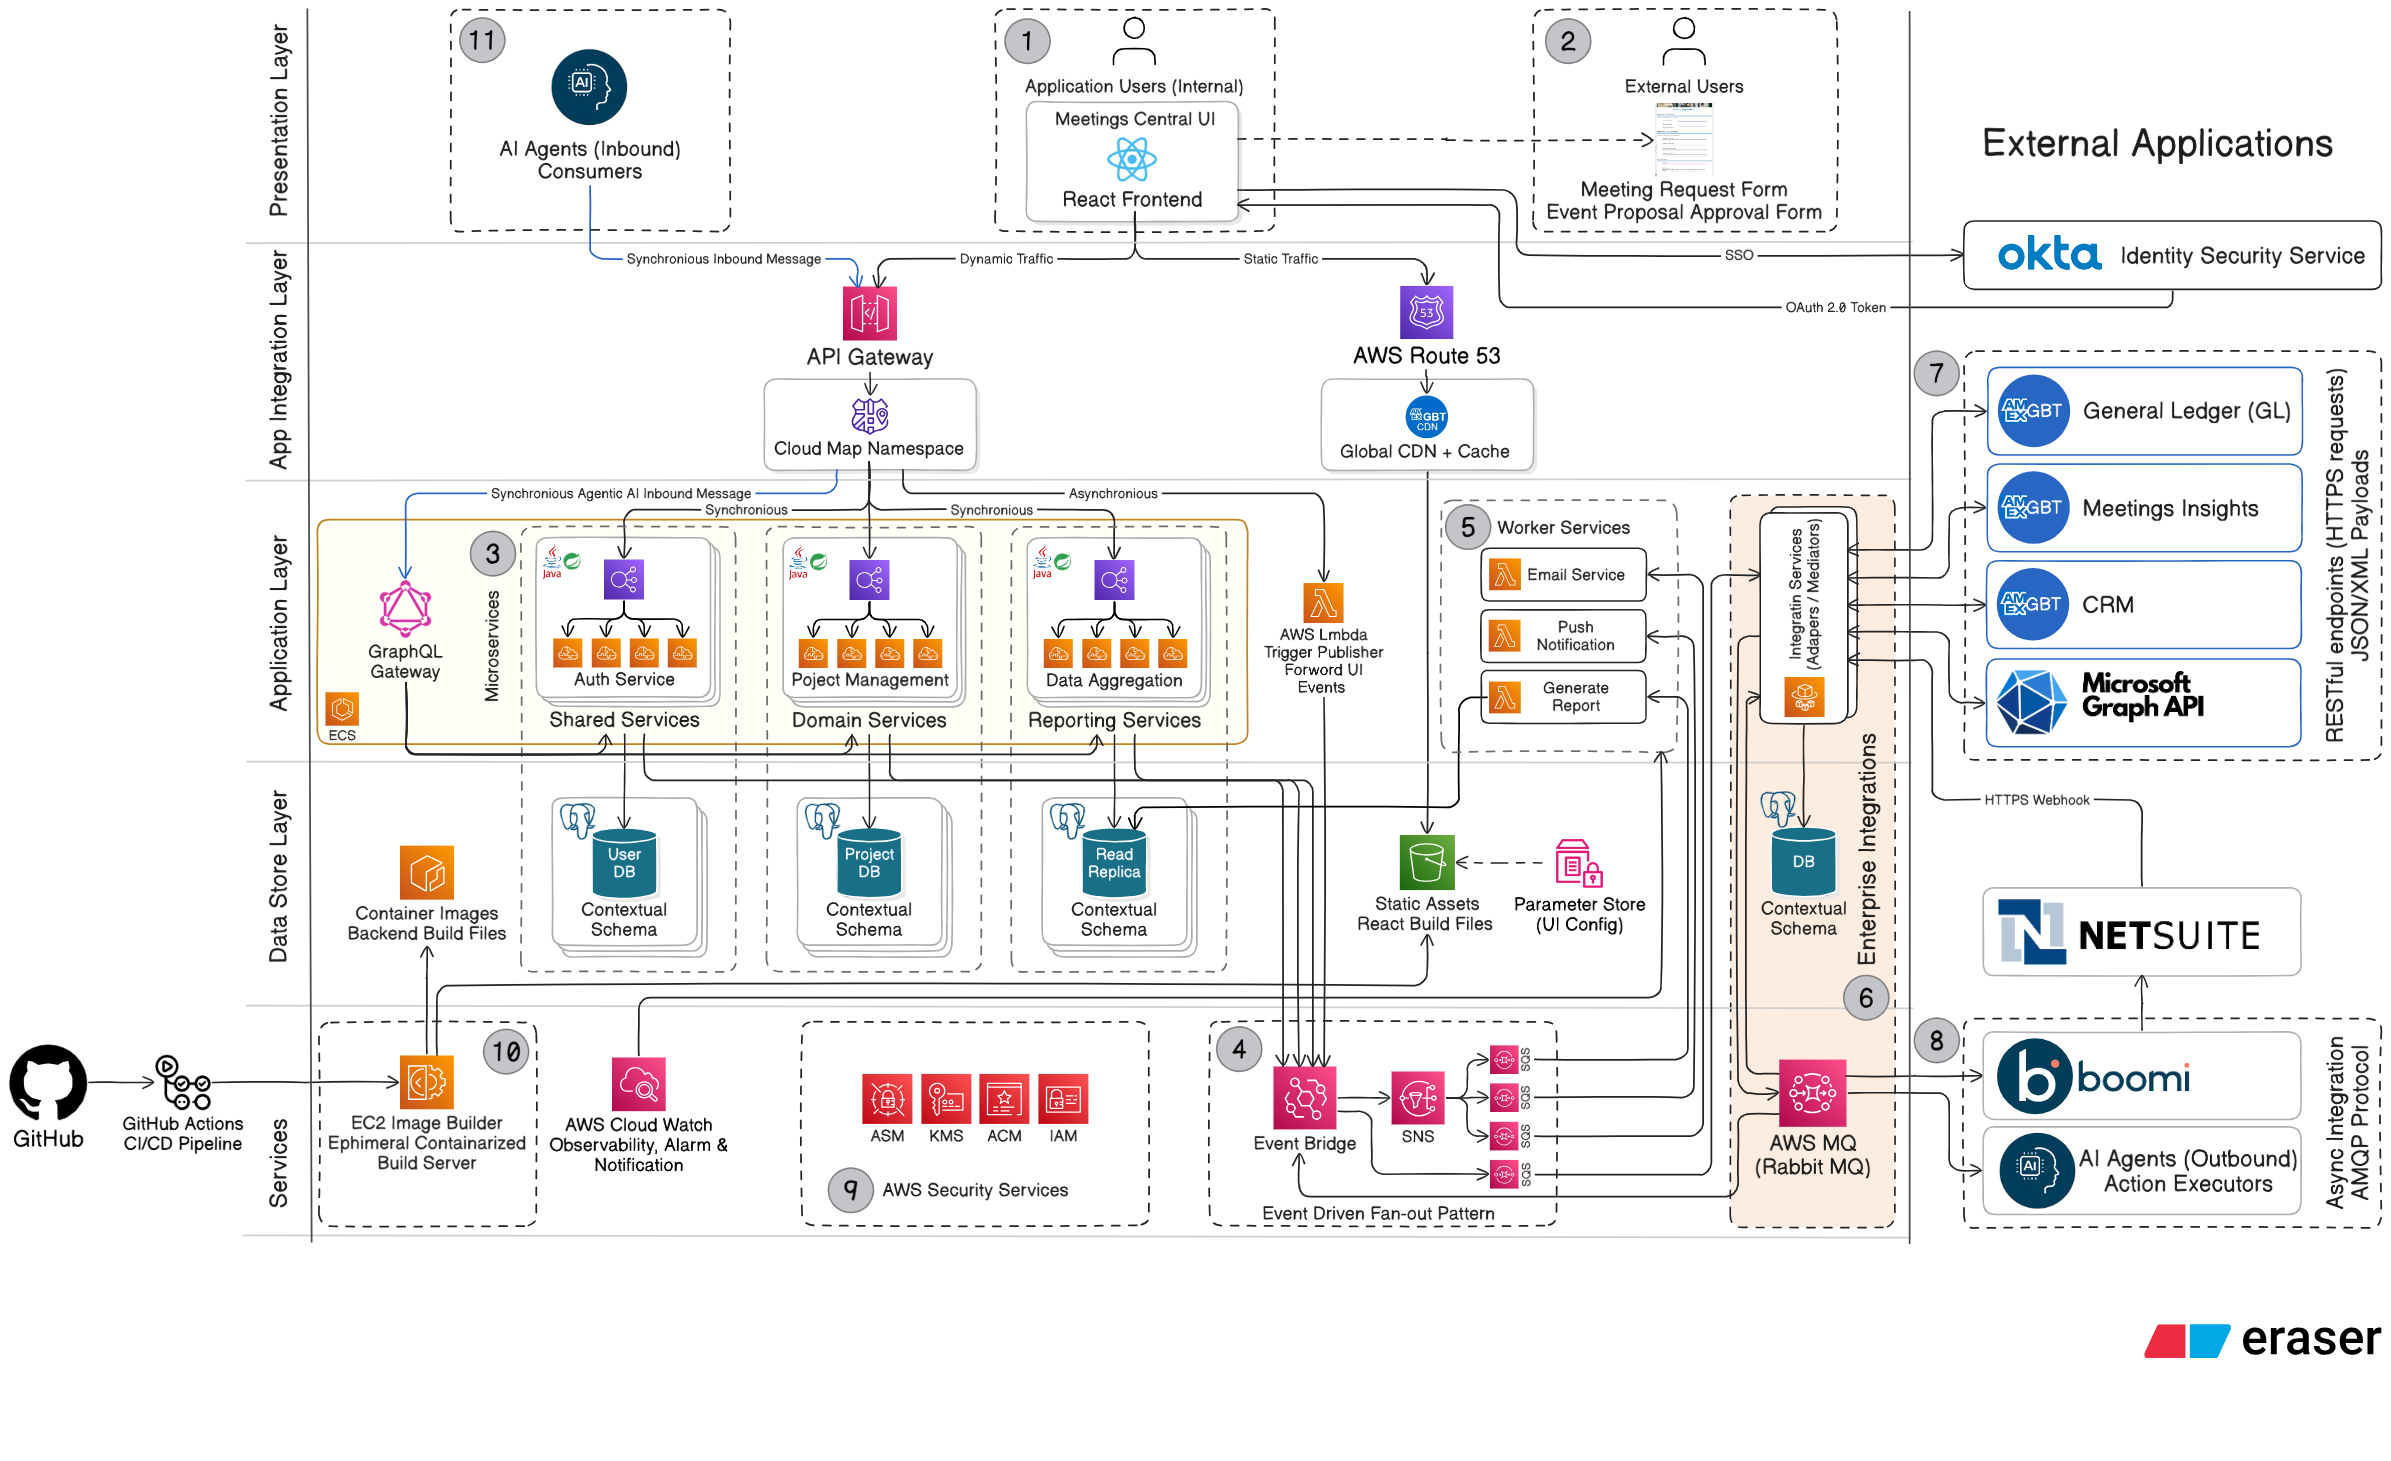 Presentation Layer
11
AI Agents (Inbound)
Consumers
1
Application Users (Internal)
Meetings Central UI
React Frontend
2
External Users
Meeting Request Form
Event Proposal Approval Form
External Applications
SSO
okta Identity Security Service
OAuth 2.0 Token
App Integration Layer
Synchronious Inbound Message
Dynamic Traffic
Static Traffic
API Gateway
Cloud Map Namespace
53
AWS Route 53
AMEX GBT
CDN
Global CDN + Cache
7
AMEX GBT General Ledger (GL)
AMEX GBT Meetings Insights
AMEX GBT CRM
Microsoft
Graph API
RESTful endpoints (HTTPS requests)
JSON/XML Payloads
Application Layer
Synchronious Agentic AI Inbound Message
Synchronious
Synchronious
Asynchronious
GraphQL
Gateway
ECS
3
Microservices
Java
Auth Service
Shared Services
Java
Poject Management
Domain Services
Java
Data Aggregation
Reporting Services
AWS Lmbda
Trigger Publisher
Forword UI
Events
5
Worker Services
Email Service
Push
Notification
Generate
Report
Integratin Services
(Adapers / Mediators)
Enterprise Integrations
6
Data Store Layer
Container Images
Backend Build Files
User
DB
Contextual
Schema
Project
DB
Contextual
Schema
Read
Replica
Contextual
Schema
Static Assets
React Build Files
Parameter Store
(UI Config)
DB
Contextual
Schema
HTTPS Webhook
NETSUITE
Services
GitHub
GitHub Actions
CI/CD Pipeline
10
EC2 Image Builder
Ephimeral Containarized
Build Server
AWS Cloud Watch
Observability, Alarm &
Notification
ASM
KMS
ACM
IAM
9
AWS Security Services
4
Event Bridge
SNS
SQS
SQS
SQS
SQS
Event Driven Fan-out Pattern
AWS MQ
(Rabbit MQ)
8
boomi
AI
AI Agents (Outbound)
Action Executors
Async Integration
AMQP Protocol
eraser